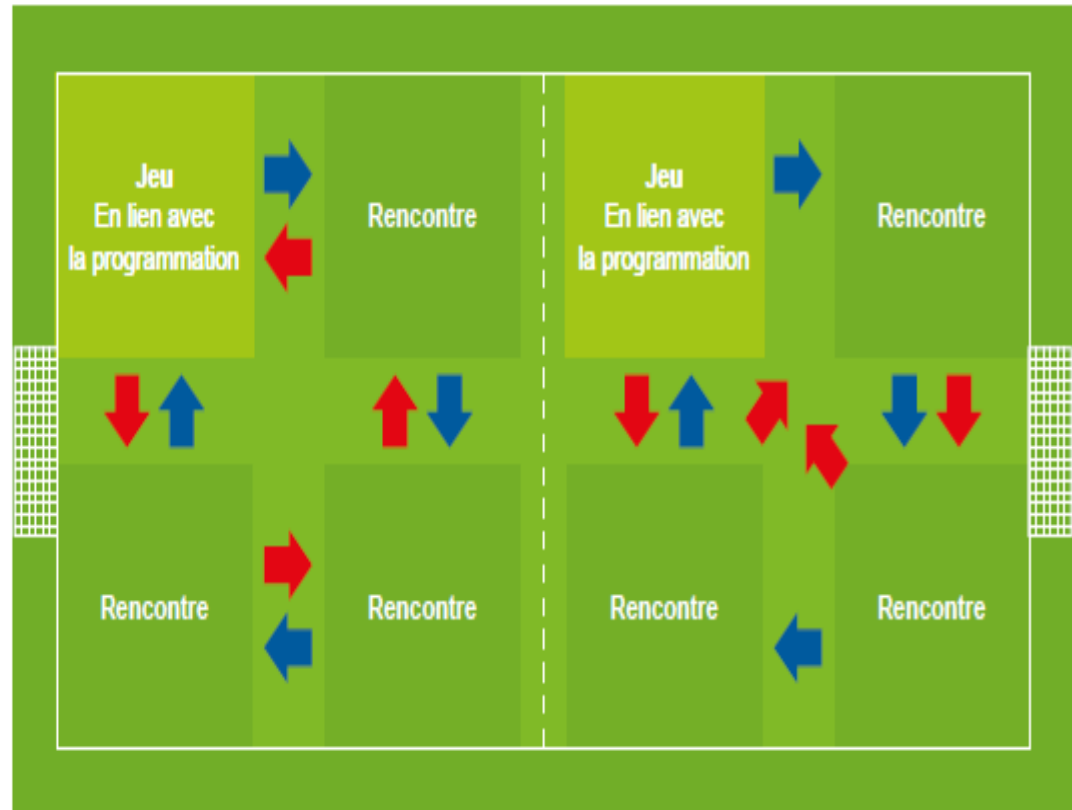 Jeu
En lien avec
la programmation
Rencontre
Jeu
En lien avec
la programmation
Rencontre
Rencontre
Rencontre
Rencontre
Rencontre